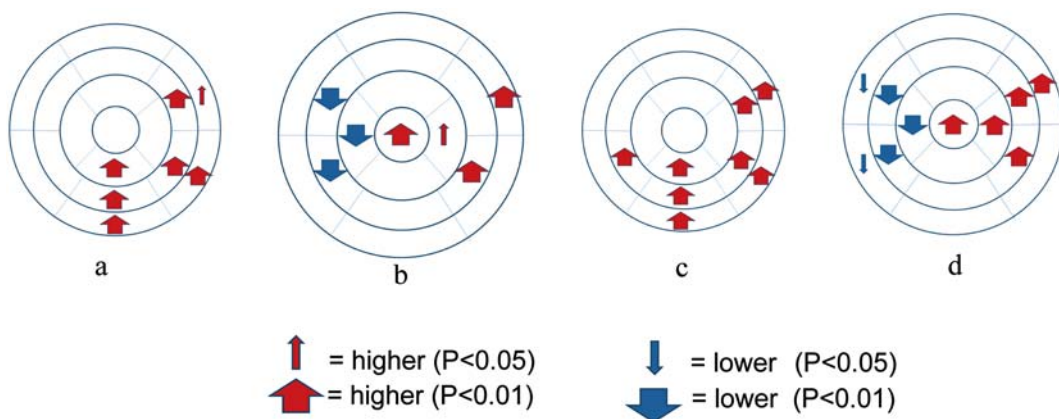 a b c d
= higher (P<0.05) = lower (P<0.05)
= higher (P<0.01) = lower (P<0.01)